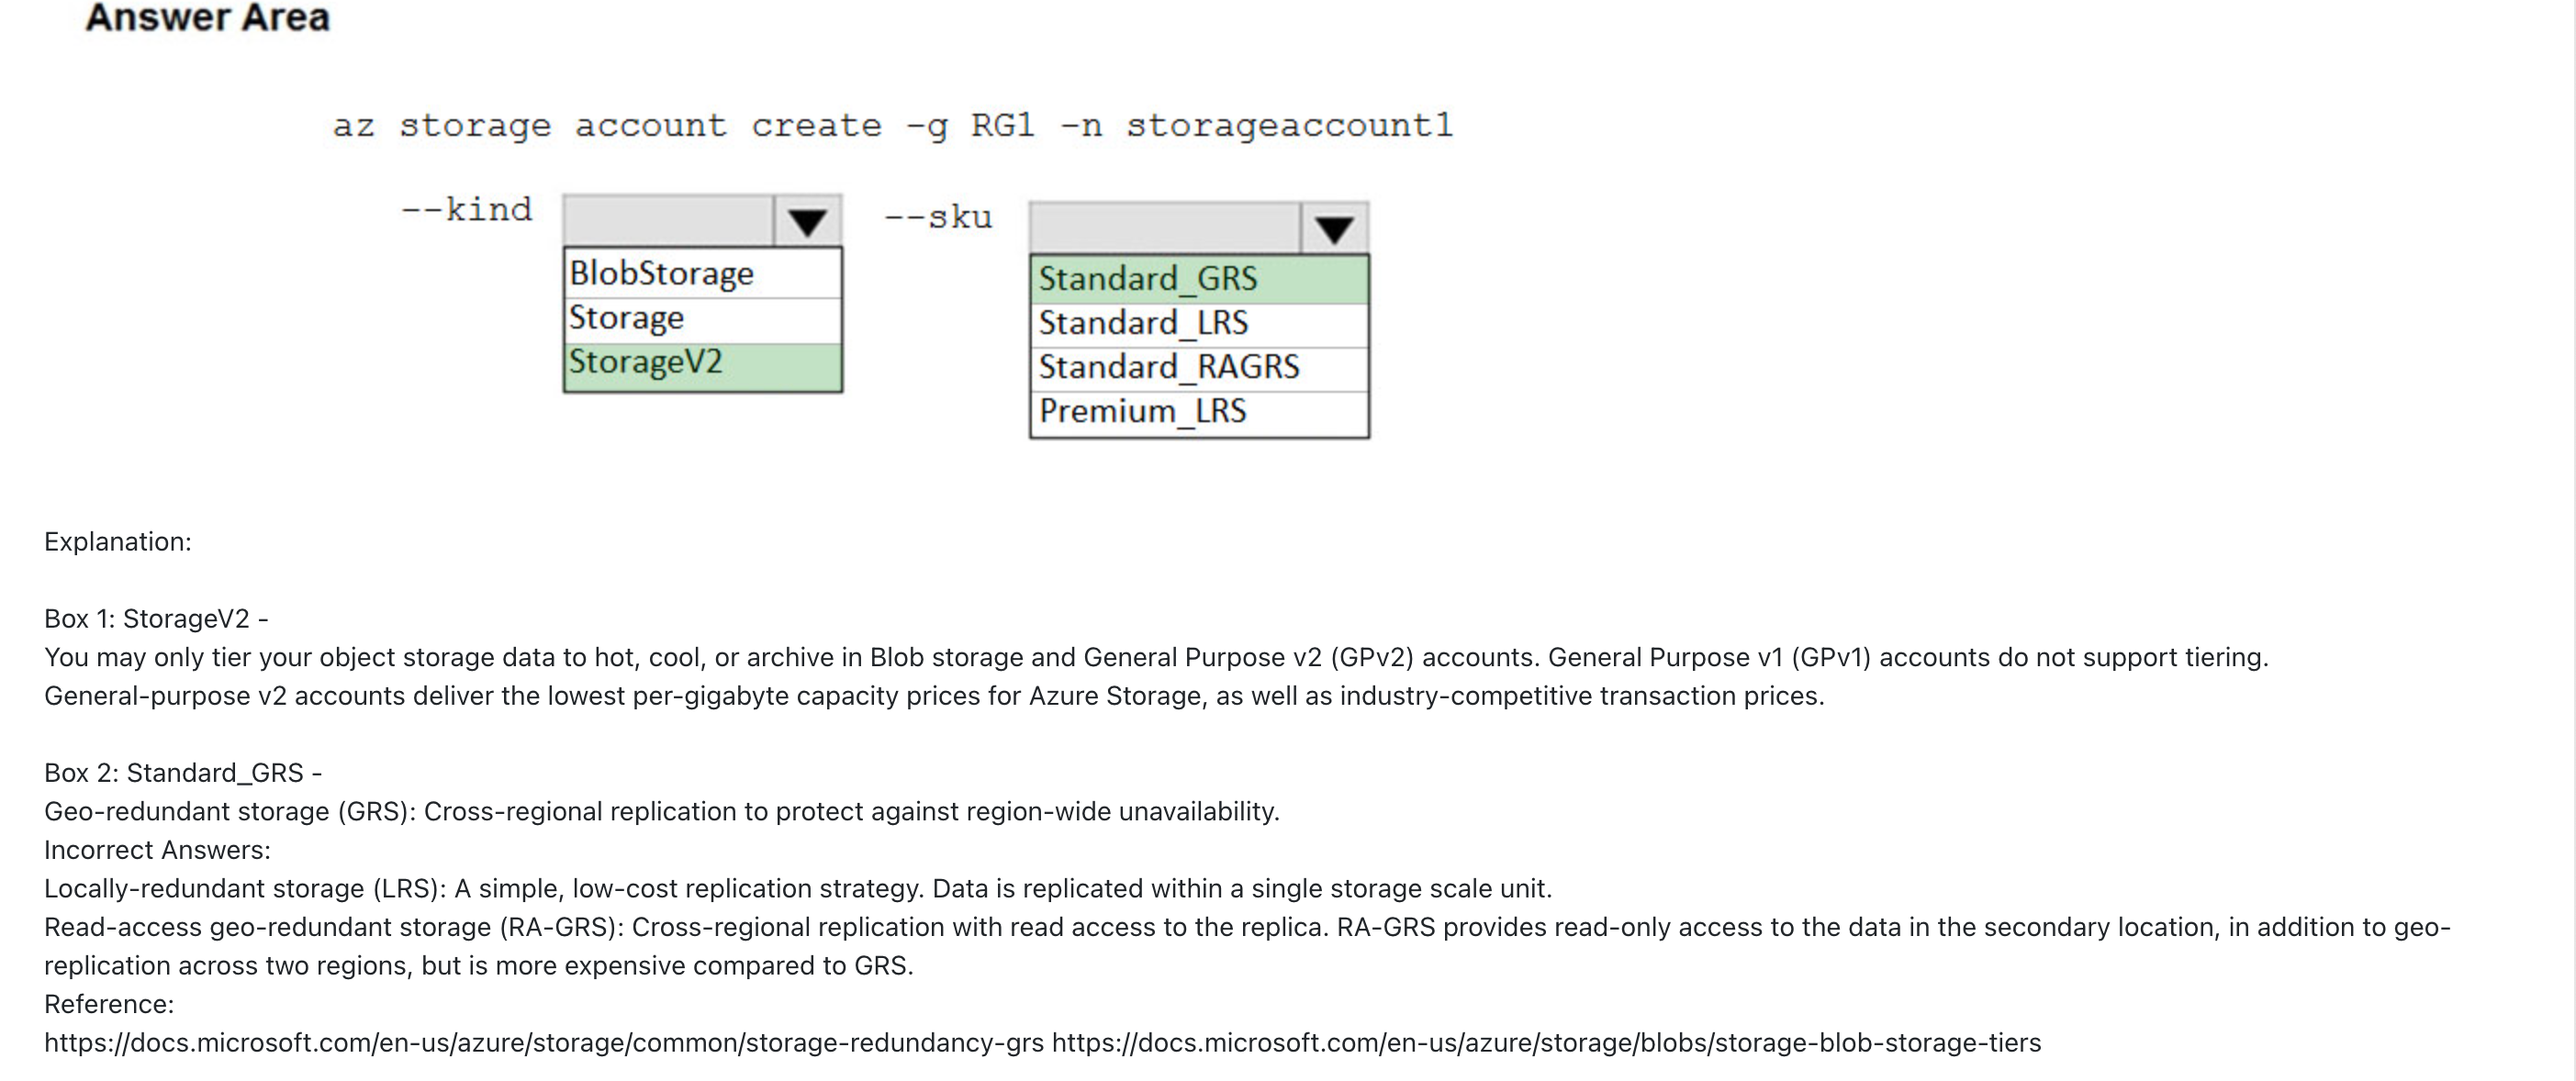 Answer Area
az storage account create -g RG1 -n storageaccount1
--kind
BlobStorage
Storage
StorageV2
--sku
Standard_GRS
Standard_LRS
Standard_RAGRS
Premium_LRS
Explanation:
Box 1: StorageV2 -
You may only tier your object storage data to hot, cool, or archive in Blob storage and General Purpose v2 (GPv2) accounts. General Purpose v1 (GPv1) accounts do not support tiering.
General-purpose v2 accounts deliver the lowest per-gigabyte capacity prices for Azure Storage, as well as industry-competitive transaction prices.
Box 2: Standard_GRS -
Geo-redundant storage (GRS): Cross-regional replication to protect against region-wide unavailability.
Incorrect Answers:
Locally-redundant storage (LRS): A simple, low-cost replication strategy. Data is replicated within a single storage scale unit.
Read-access geo-redundant storage (RA-GRS): Cross-regional replication with read access to the replica. RA-GRS provides read-only access to the data in the secondary location, in addition to geo-
replication across two regions, but is more expensive compared to GRS.
Reference:
https://docs.microsoft.com/en-us/azure/storage/common/storage-redundancy-grs https://docs.microsoft.com/en-us/azure/storage/blobs/storage-blob-storage-tiers